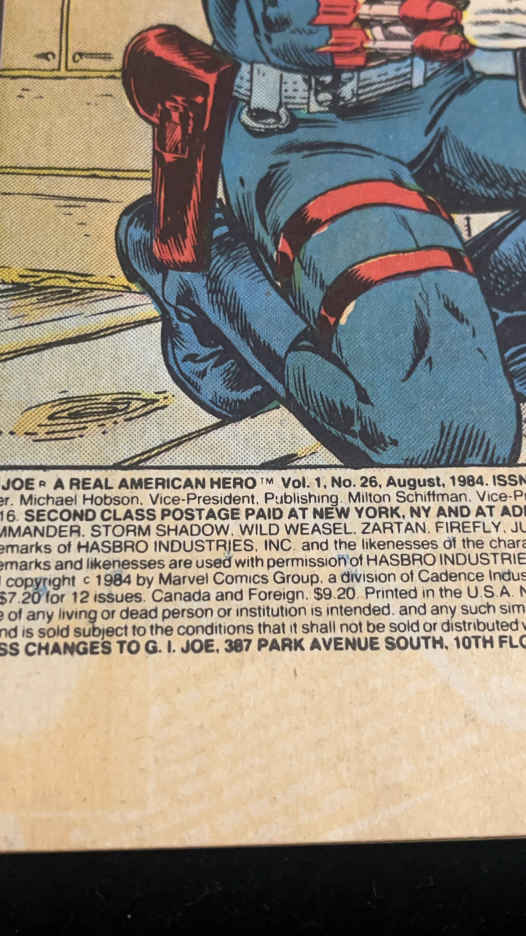 JOE® A REAL AMERICAN HERO™ Vol. 1, No. 26, August, 1984. ISSN
er. Michael Hobson, Vice-President, Publishing. Milton Schiffman, Vice-P
16. SECOND CLASS POSTAGE PAID AT NEW YORK, NY AND AT AD
MMANDER, STORM SHADOW, WILD WEASEL, ZARTAN, FIREFLY, JU
emarks of HASBRO INDUSTRIES, INC. and the likenesses of the chara
emarks and likenesses are used with permission of HASBRO INDUSTRIE
copyright © 1984 by Marvel Comics Group, a division of Cadence Indus
$7.20 for 12 issues. Canada and Foreign, $9.20. Printed in the U.S.A. N
e of any living or dead person or institution is intended, and any such sim
nd is sold subject to the conditions that it shall not be sold or distributed w
SS CHANGES TO G. I. JOE, 387 PARK AVENUE SOUTH, 10TH FLO